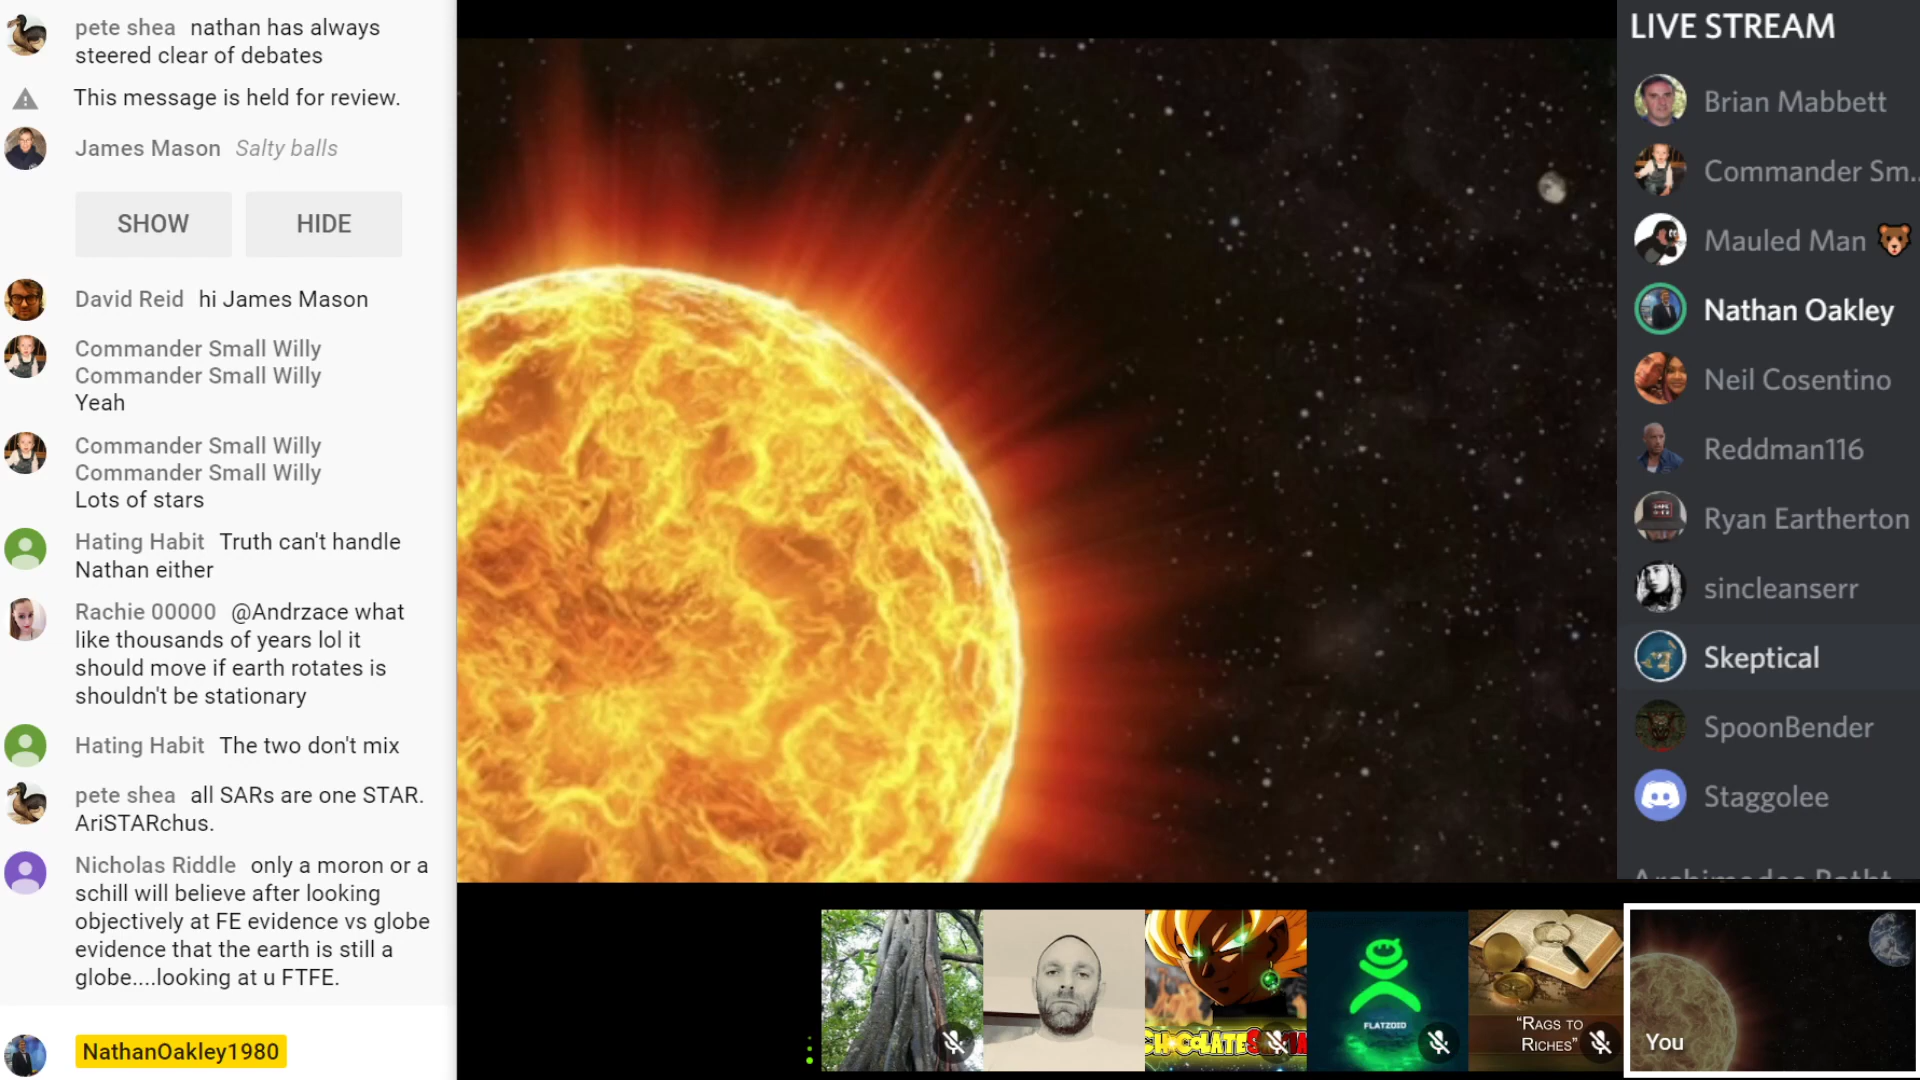 pete shea nathan has always
steered clear of debates
This message is held for review.
James Mason Salty balls
SHOW HIDE
David Reid hi James Mason
Commander Small Willy
Commander Small Willy
Yeah
Commander Small Willy
Commander Small Willy
Lots of stars
Hating Habit Truth can't handle
Nathan either
Rachie 00000 @Andrzace what
like thousands of years lol it
should move if earth rotates is
shouldn't be stationary
Hating Habit The two don't mix
pete shea all SARs are one STAR.
AriSTARchus.
Nicholas Riddle only a moron or a
schill will believe after looking
objectively at FE evidence vs globe
evidence that the earth is still a
globe....looking at u FTFE.
NathanOakley1980
LIVE STREAM
Brian Mabbett
Commander Sm..
Mauled Man
Nathan Oakley
Neil Cosentino
Reddman116
Ryan Eartherton
sincleanserr
Skeptical
SpoonBender
Staggolee
FLATZOID
"RAGS TO
RICHES"
You